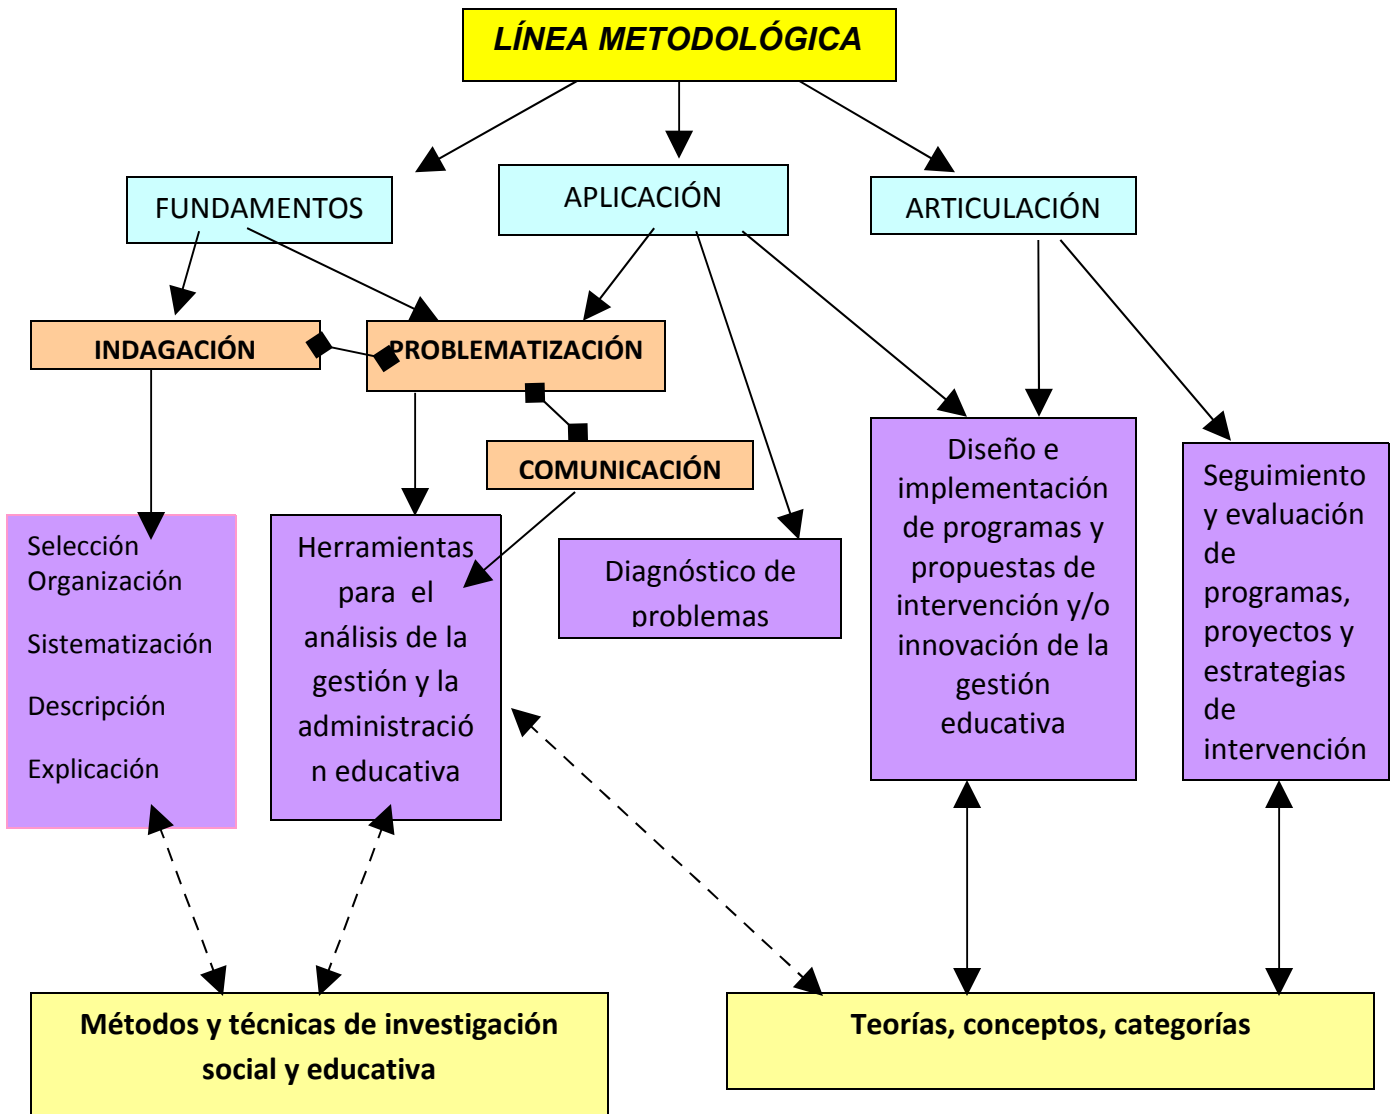 LÍNEA METODOLÓGICA
FUNDAMENTOS
APLICACIÓN
ARTICULACIÓN
INDAGACIÓN
PROBLEMATIZACIÓN
COMUNICACIÓN
Selección
Organización
Sistematización
Descripción
Explicación
Herramientas
para el
análisis de la
gestión y la
administració
n educativa
Diagnóstico de
problemas
Diseño e
implementación
de programas y
propuestas de
intervención y/o
innovación de la
gestión
educativa
Seguimiento
y evaluación
de
programas,
proyectos y
estrategias
de
intervención
Métodos y técnicas de investigación
social y educativa
Teorías, conceptos, categorías